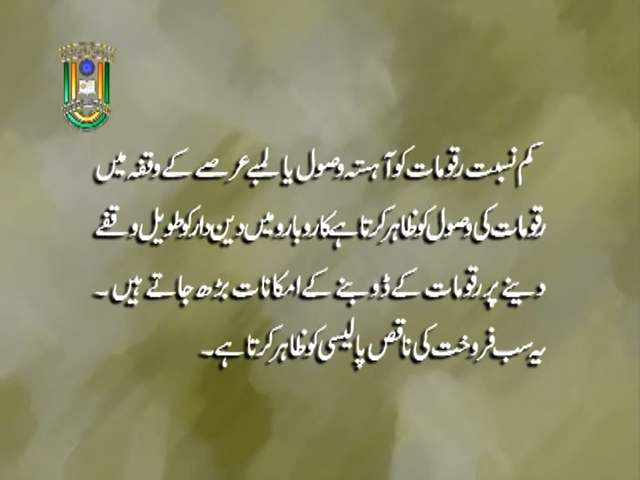 کم نسبت رقومات کو آہستہ وصول یا لمبے عرصے کے وقفہ میں
رقومات کی وصول کو ظاہر کرتا ہے کاروبار و میں دین دار کو طویل وقفے
دینے پر رقومات کے ڈوبنے کے امکانات بڑھ جاتے ہیں ۔
یہ سب فروخت کی ناقص پالیسی کو ظاہر کرتا ہے۔